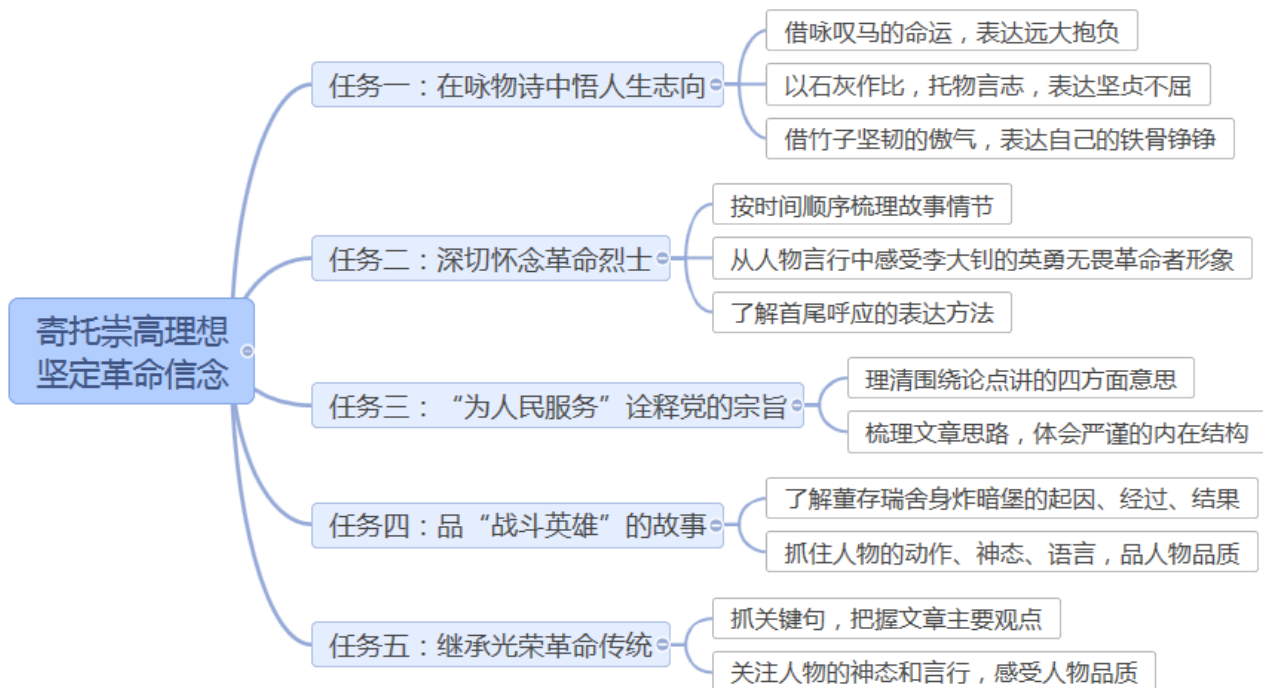 寄托崇高理想
坚定革命信念
任务一：在咏物诗中悟人生志向
借咏叹马的命运，表达远大抱负
以石灰作比，托物言志，表达坚贞不屈
借竹子坚韧的傲气，表达自己的铁骨铮铮
任务二：深切怀念革命烈士
按时间顺序梳理故事情节
从人物言行中感受李大钊的英勇无畏革命者形象
了解首尾呼应的表达方法
任务三：“为人民服务”诠释党的宗旨
理清围绕论点讲的四方面意思
梳理文章思路，体会严谨的内在结构
任务四：品“战斗英雄”的故事
了解董存瑞舍身炸暗堡的起因、经过、结果
抓住人物的动作、神态、语言，品人物品质
任务五：继承光荣革命传统
抓关键句，把握文章主要观点
关注人物的神态和言行，感受人物品质